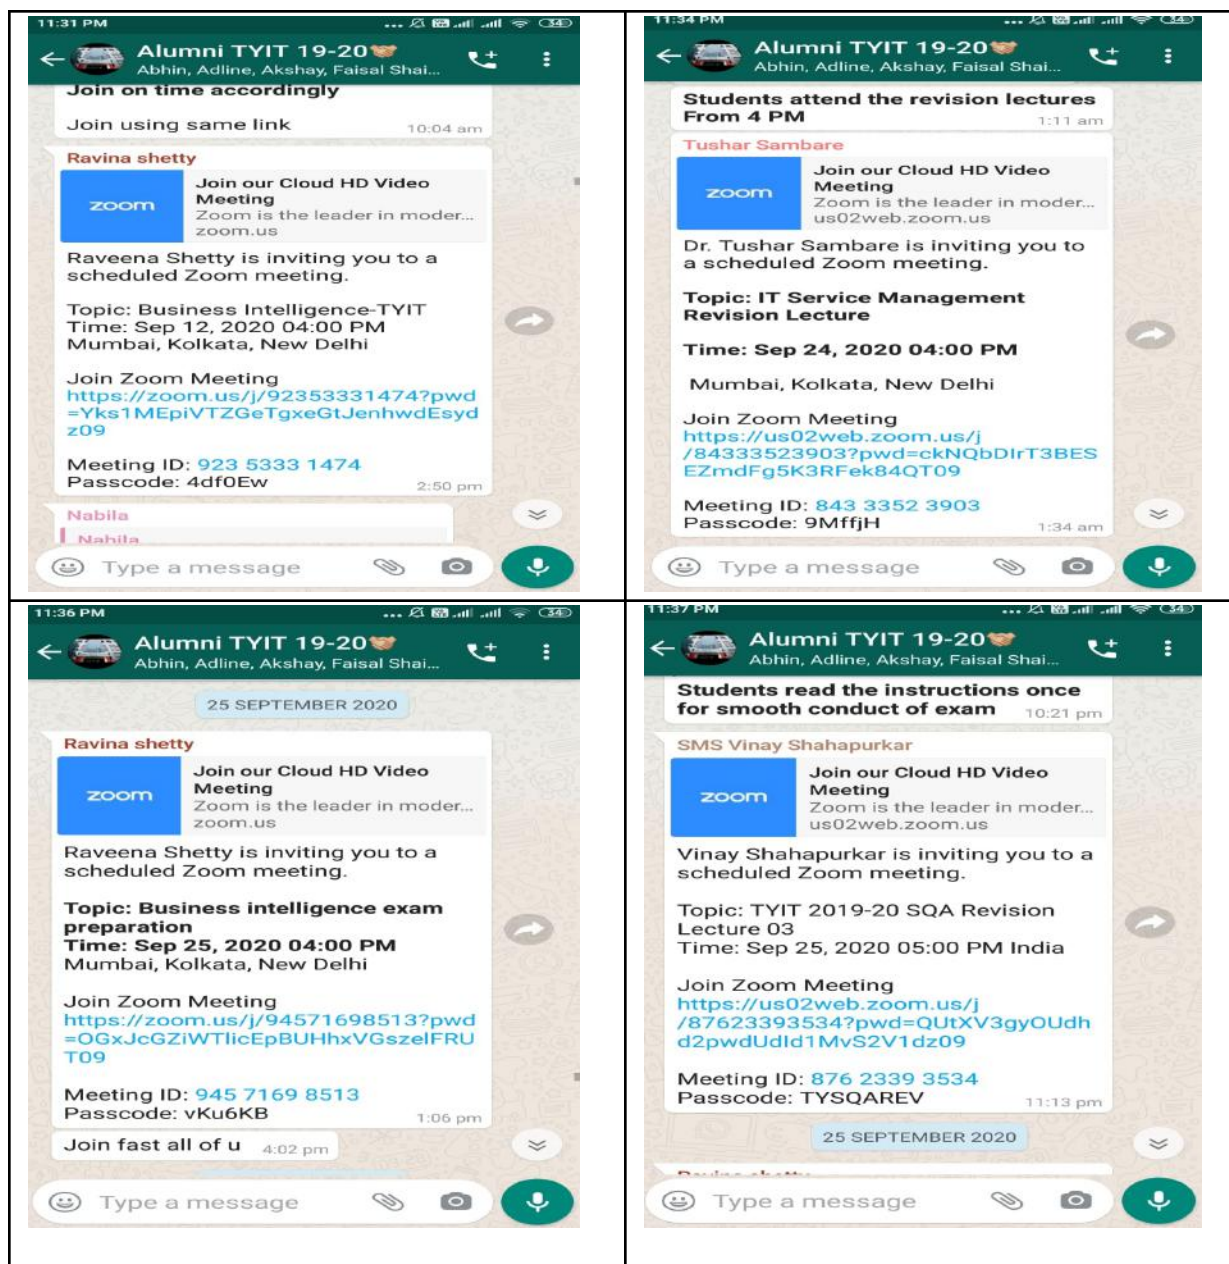 11:31 PM
34
Alumni TYIT 19-20
Abhin, Adline, Akshay, Faisal Shai...
Join on time accordingly
Join using same link 10:04 am
Ravina shetty
zoom
Join our Cloud HD Video
Meeting
Zoom is the leader in moder...
zoom.us
Raveena Shetty is inviting you to a
scheduled Zoom meeting.
Topic: Business Intelligence-TYIT
Time: Sep 12, 2020 04:00 PM
Mumbai, Kolkata, New Delhi
Join Zoom Meeting
https://zoom.us/j/92353331474?pwd
=Yks1MEpiVTZGeTgxeGtJenhwdEsyd
z09
Meeting ID: 923 5333 1474
Passcode: 4df0Ew 2:50 pm
Nabila
Nabila
Type a message
11:34 PM
34
Alumni TYIT 19-20
Abhin, Adline, Akshay, Faisal Shai...
Students attend the revision lectures
From 4 PM 1:11 am
Tushar Sambare
zoom
Join our Cloud HD Video
Meeting
Zoom is the leader in moder...
us02web.zoom.us
Dr. Tushar Sambare is inviting you to
a scheduled Zoom meeting.
Topic: IT Service Management
Revision Lecture
Time: Sep 24, 2020 04:00 PM
Mumbai, Kolkata, New Delhi
Join Zoom Meeting
https://us02web.zoom.us/j
/84333523903?pwd=ckNQbDIrT3BES
EZmdFg5K3RFek84QT09
Meeting ID: 843 3352 3903
Passcode: 9MffjH 1:34 am
Type a message
11:36 PM
34
Alumni TYIT 19-20
Abhin, Adline, Akshay, Faisal Shai...
25 SEPTEMBER 2020
Ravina shetty
zoom
Join our Cloud HD Video
Meeting
Zoom is the leader in moder...
zoom.us
Raveena Shetty is inviting you to a
scheduled Zoom meeting.
Topic: Business intelligence exam
preparation
Time: Sep 25, 2020 04:00 PM
Mumbai, Kolkata, New Delhi
Join Zoom Meeting
https://zoom.us/j/94571698513?pwd
=OGxJcGZiWTlicEpBUHhxVGszelFRU
T09
Meeting ID: 945 7169 8513
Passcode: vKu6KB 1:06 pm
Join fast all of u 4:02 pm
Type a message
11:37 PM
34
Alumni TYIT 19-20
Abhin, Adline, Akshay, Faisal Shai...
Students read the instructions once
for smooth conduct of exam 10:21 pm
SMS Vinay Shahapurkar
zoom
Join our Cloud HD Video
Meeting
Zoom is the leader in moder...
us02web.zoom.us
Vinay Shahapurkar is inviting you to a
scheduled Zoom meeting.
Topic: TYIT 2019-20 SQA Revision
Lecture 03
Time: Sep 25, 2020 05:00 PM India
Join Zoom Meeting
https://us02web.zoom.us/j
/87623393534?pwd=QUtXV3gyOUdh
d2pwdUdId1MvS2V1dz09
Meeting ID: 876 2339 3534
Passcode: TYSQAREV 11:13 pm
25 SEPTEMBER 2020
Ravina shetty
Type a message